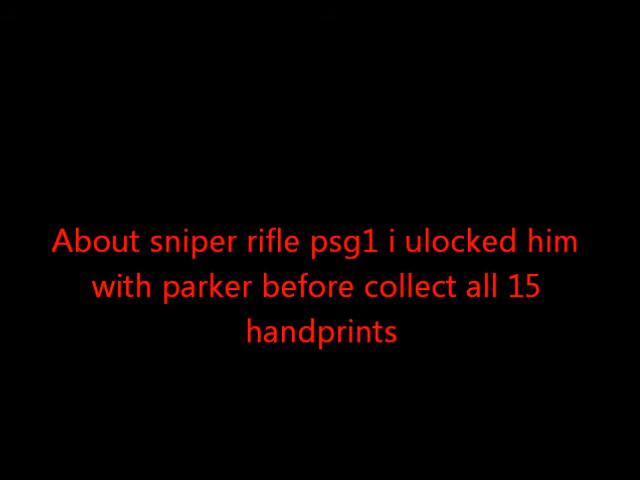 About sniper rifle psg1 i ulocked him
with parker before collect all 15
handprints